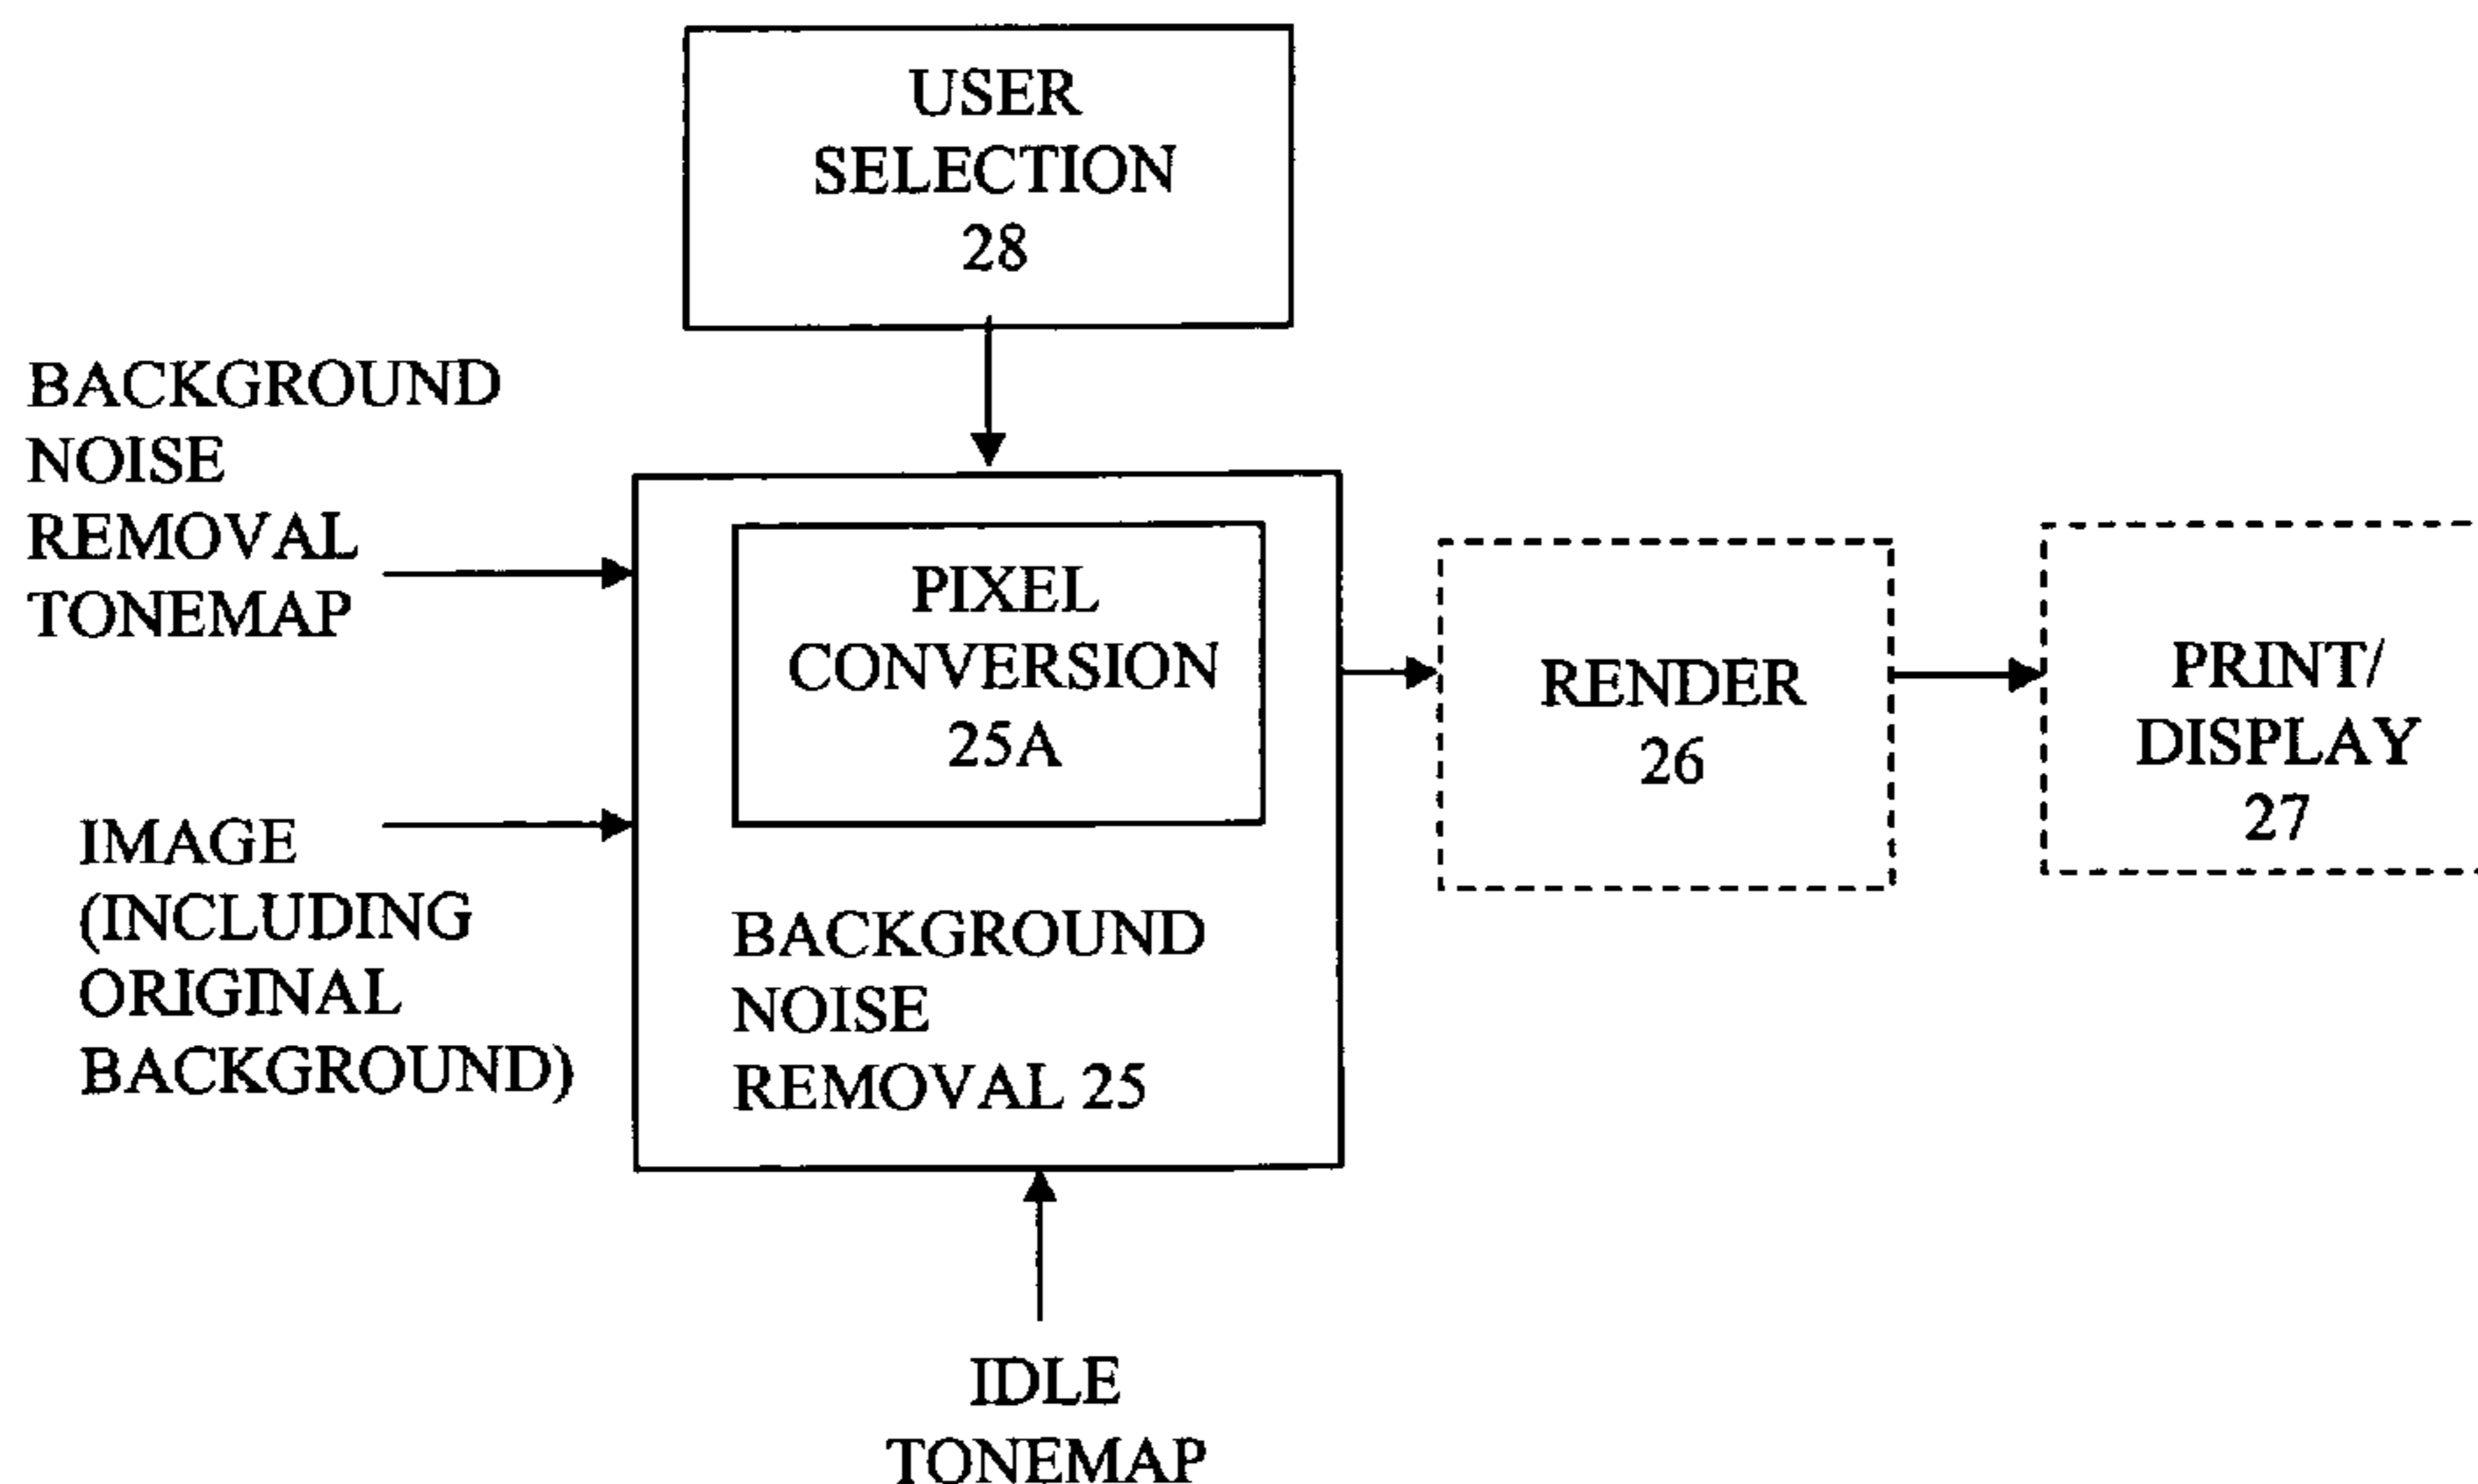 USER
SELECTION
28
BACKGROUND
NOISE
REMOVAL
TONEMAP
IMAGE
(INCLUDING
ORIGINAL
BACKGROUND)
PIXEL
CONVERSION
25A
BACKGROUND
NOISE
REMOVAL 25
RENDER
26
PRINT/
DISPLAY
27
IDLE
TONEMAP